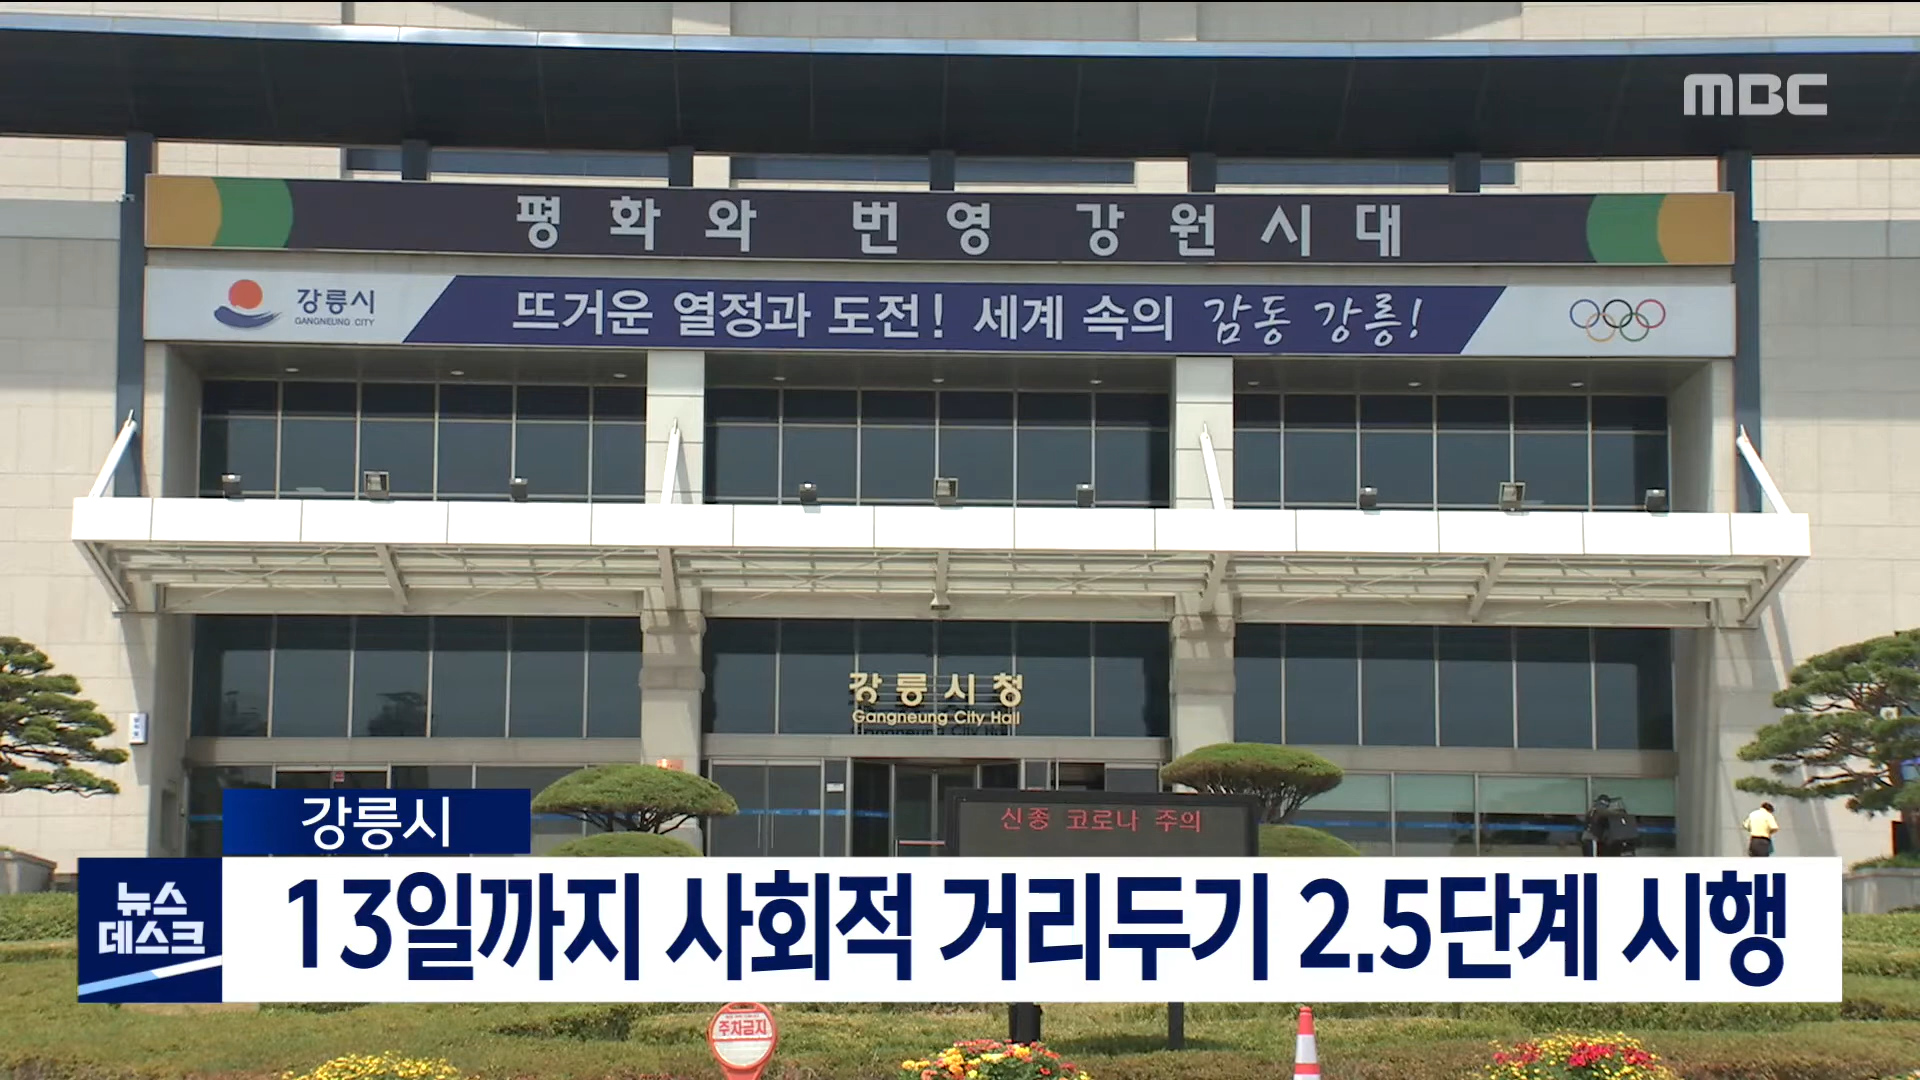 MBC
평화와 번영 강원시대
강릉시
GANGNEUNG CITY
뜨거운 열정과 도전! 세계 속의 감동 강릉!
강릉시청
Gangneung City Hall
신종 코로나 주의
강릉시
뉴스
데스크
13일까지 사회적 거리두기 2.5단계 시행
주차금지